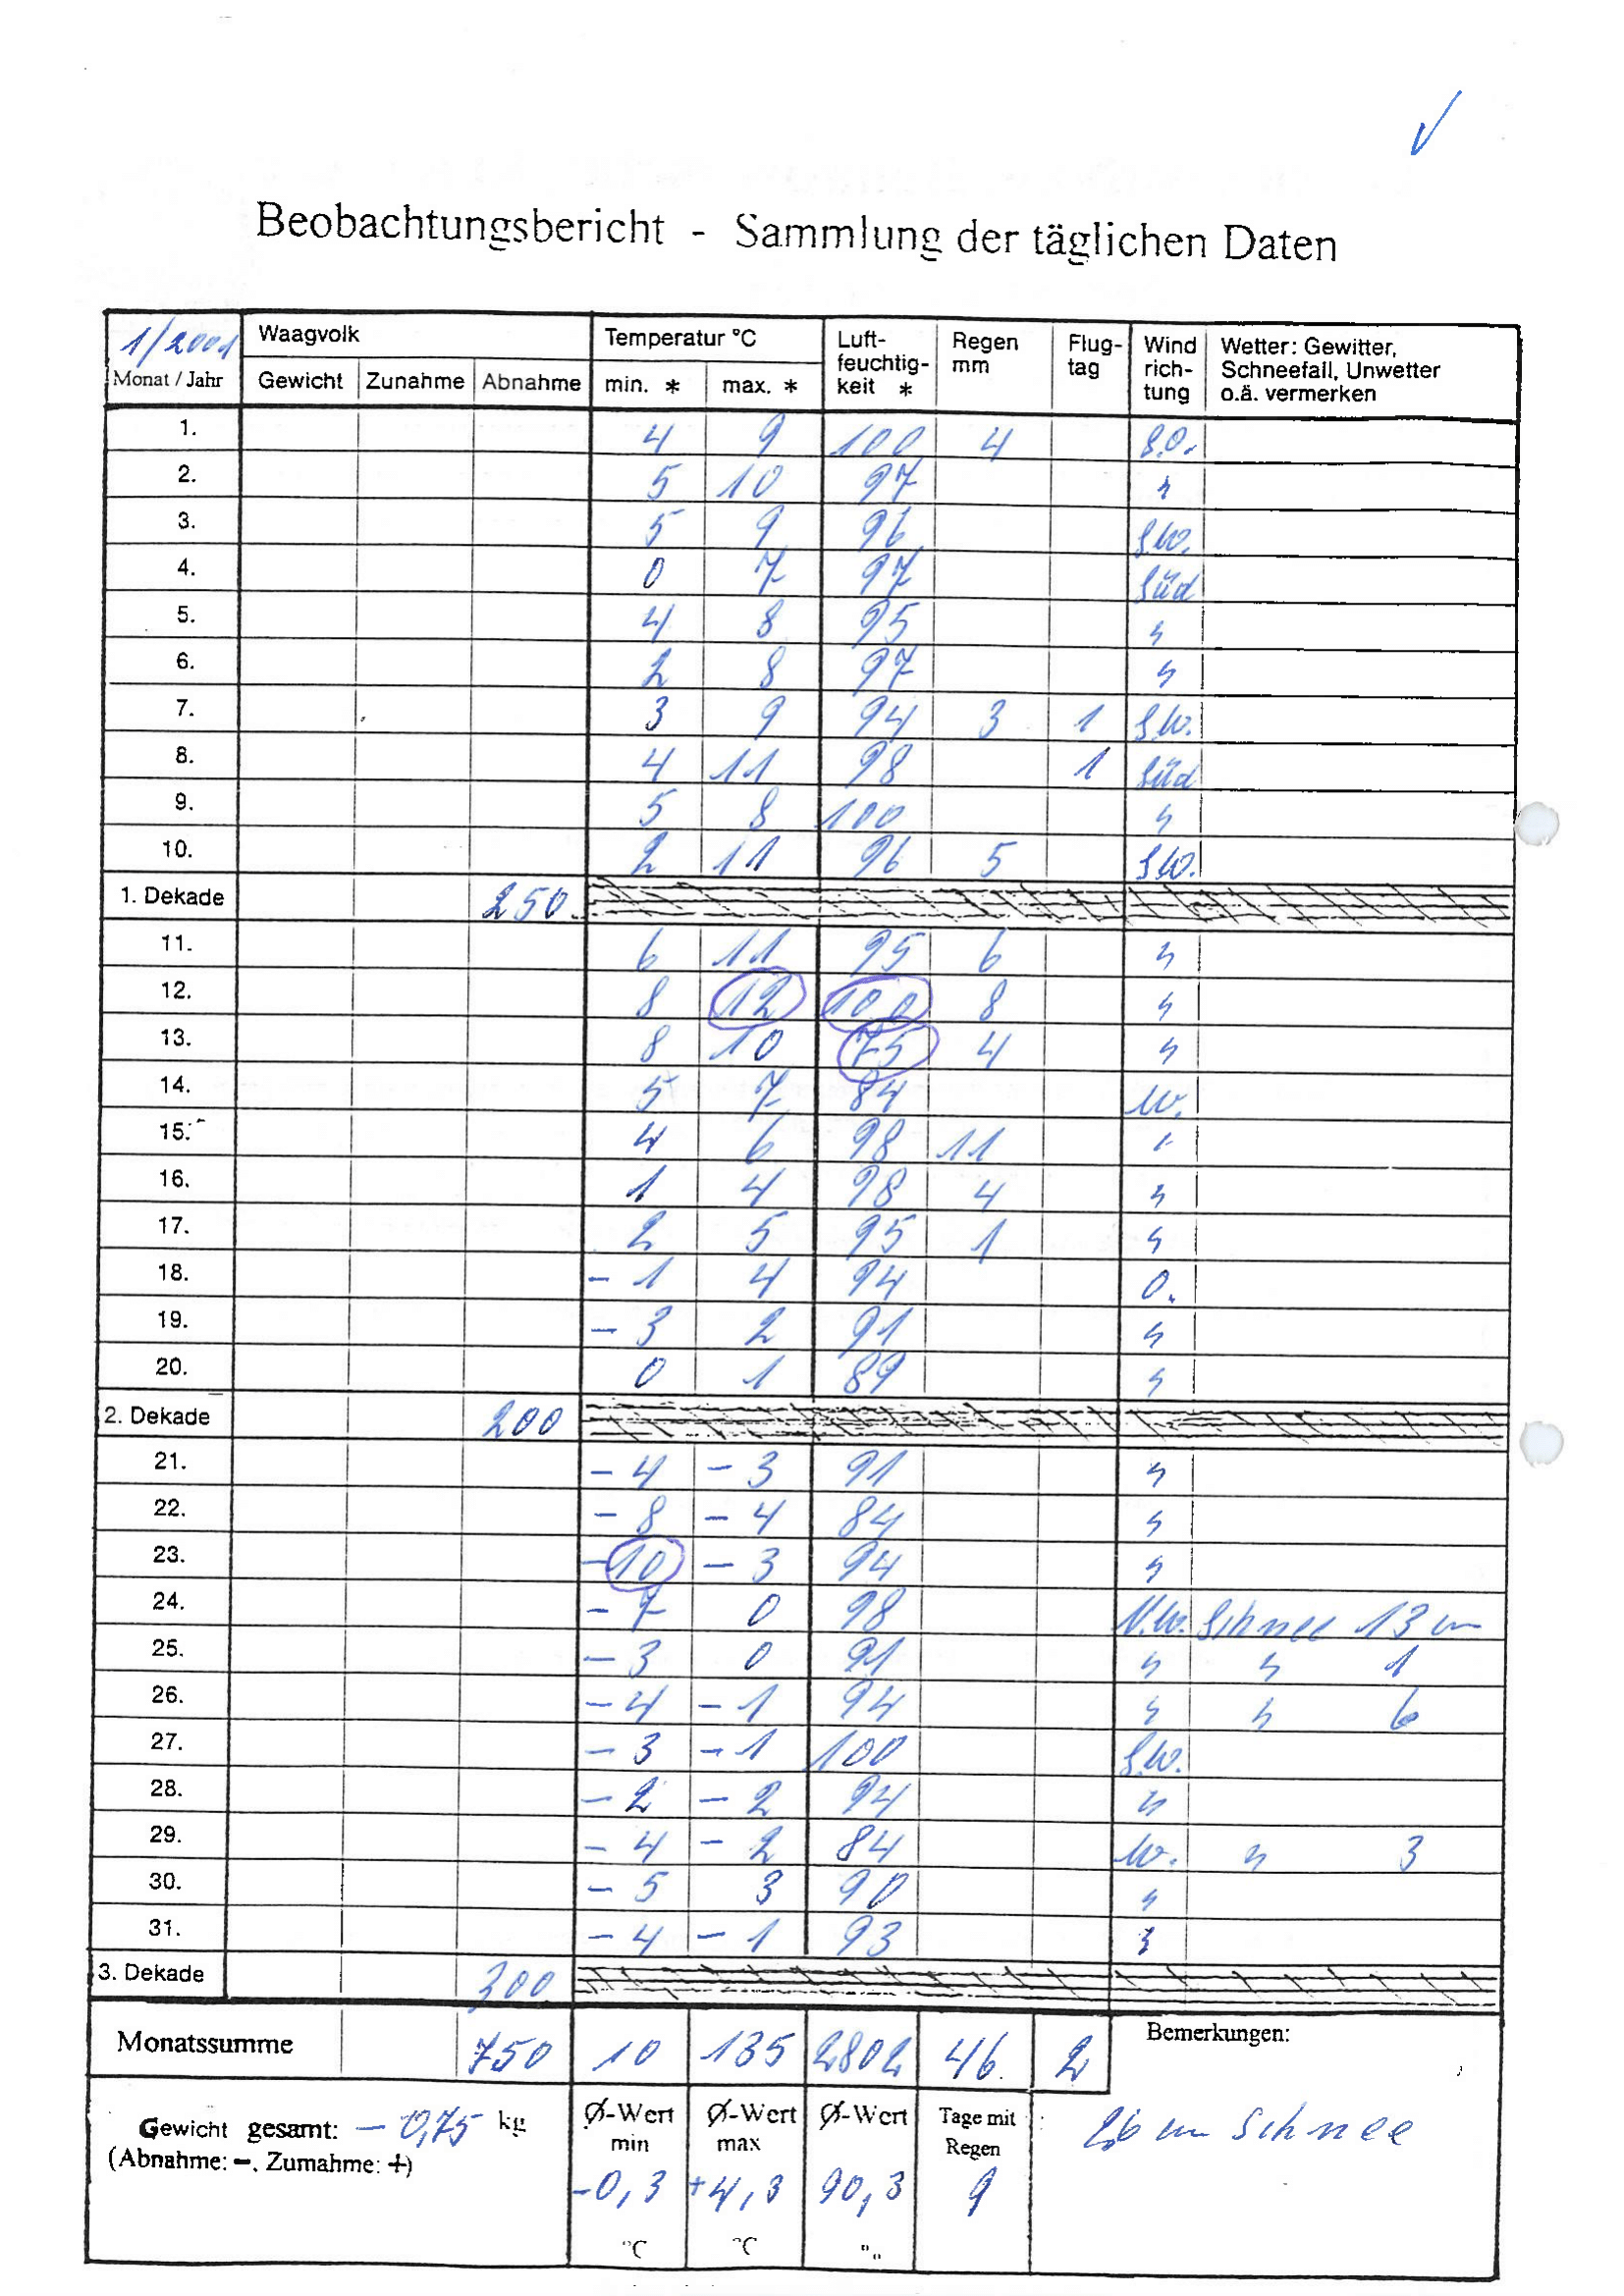 Beobachtungsbericht - Sammlung der täglichen Daten
1/2001 Waagvolk Temperatur °C Luft- Regen Flug- Wind Wetter: Gewitter,
feuchtig- mm tag rich- Schneefall, Unwetter
Monat / Jahr Gewicht Zunahme Abnahme min. * max. * keit * tung o.ä. vermerken
1. 4 9 100 4 S.O.
2. 5 10 97 "
3. 5 9 96 S.W.
4. 0 7 97 Süd
5. 4 8 95 "
6. 2 8 97 "
7. 3 9 94 3 1 S.W.
8. 4 11 98 1 Süd
9. 5 8 100 "
10. 2 11 96 5 S.W.
1. Dekade 250
11. 6 11 95 6 "
12. 8 12 100 8 "
13. 8 10 75 4 "
14. 5 7 84 W.
15. 4 6 98 11 "
16. 1 4 98 4 "
17. 2 5 95 1 "
18. - 1 4 94 O.
19. - 3 2 91 "
20. 0 1 89 "
2. Dekade 200
21. - 4 - 3 91 "
22. - 8 - 4 84 "
23. - 10 - 3 94 "
24. - 7 0 98 N.W. Schnee 13 cm
25. - 3 0 91 " " 1
26. - 4 - 1 94 " " 6
27. - 3 - 1 100 S.W.
28. - 2 - 2 94 "
29. - 4 - 2 84 W. " 3
30. - 5 3 90 "
31. - 4 - 1 93 "
3. Dekade 300
Monatssumme 750 10 135 2802 46. 2 Bemerkungen:
Gewicht gesamt: - 0,75 kg Ø-Wert Ø-Wert Ø-Wert Tage mit 26 cm Schnee
(Abnahme: -, Zumahme: +) min max Regen
-0,3 +4,3 90,3 9
°C °C